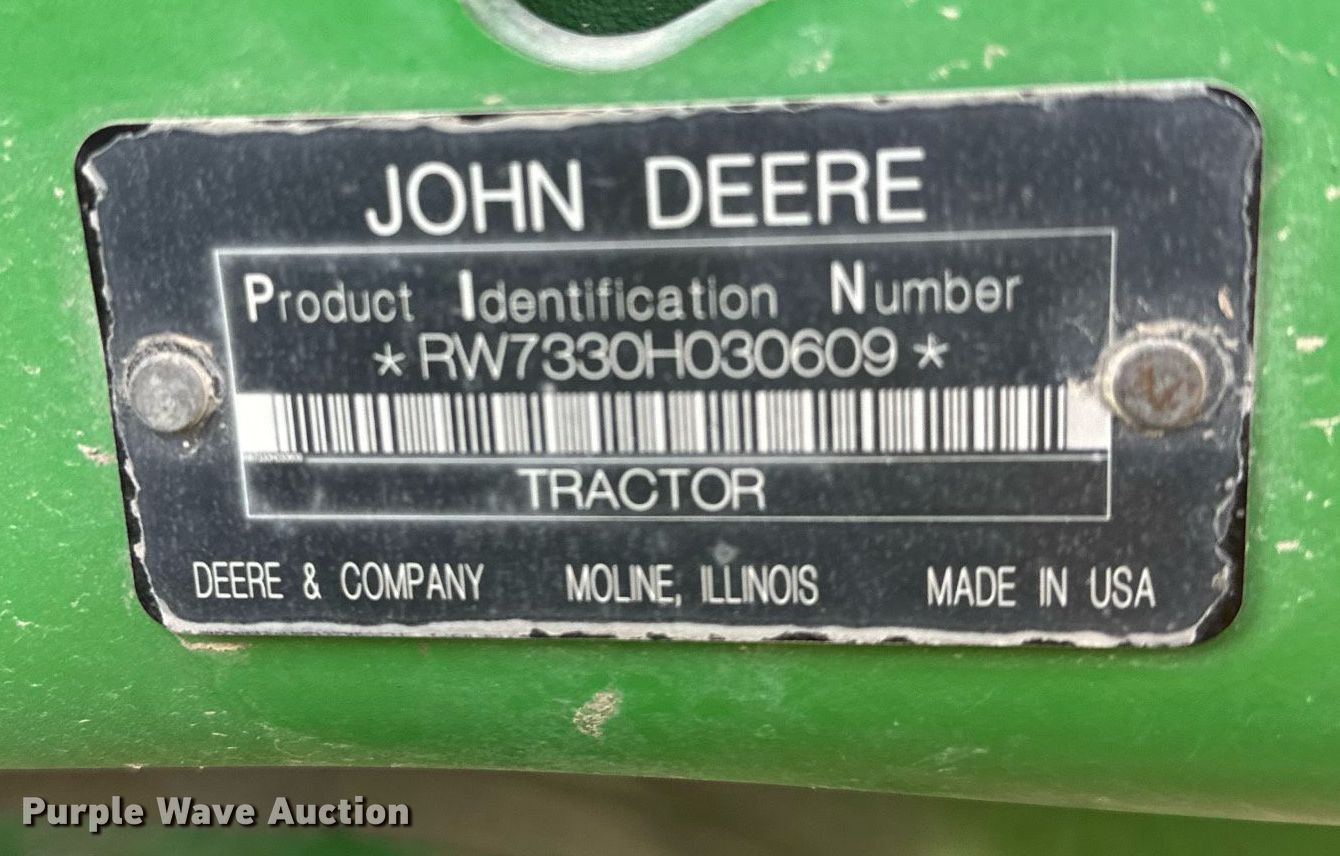 JOHN DEERE
Product Identification Number
*RW7330H030609*
TRACTOR
DEERE & COMPANY MOLINE, ILLINOIS MADE IN USA
Purple Wave Auction